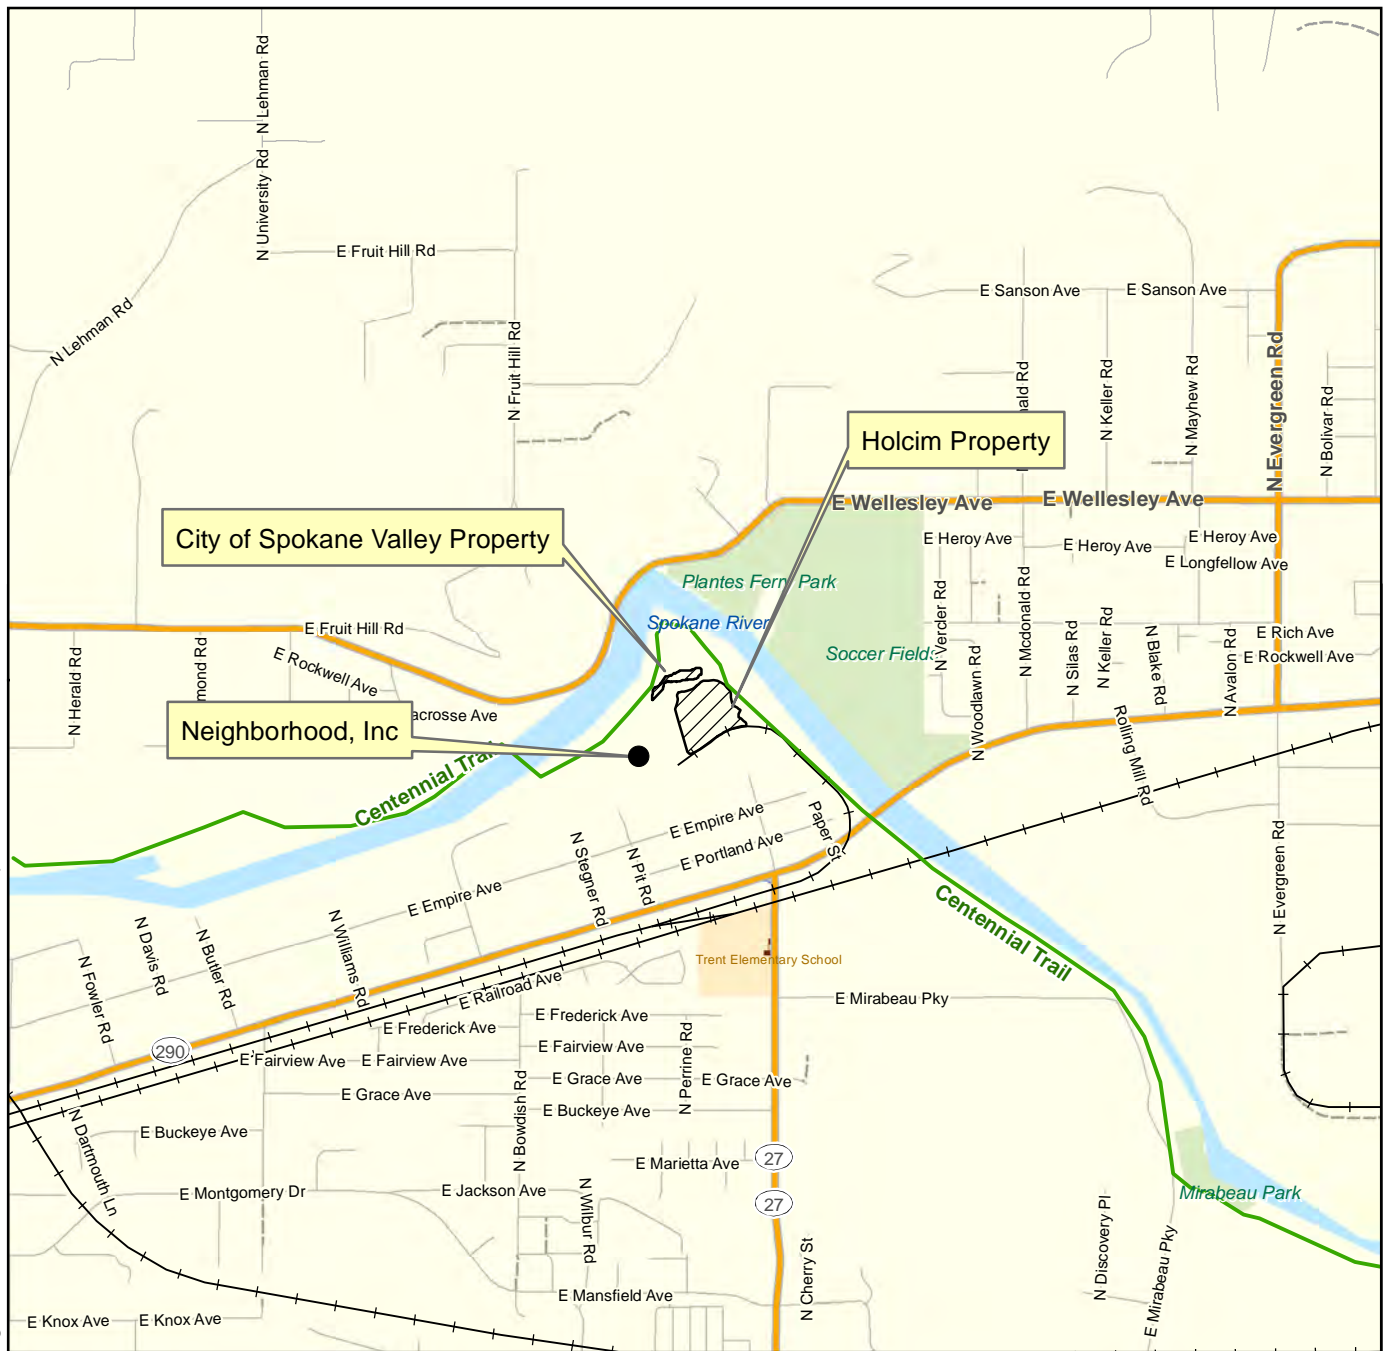 N Lehman Rd
N University Rd
E Fruit Hill Rd
N Lehman Rd
N Fruit Hill Rd
E Sanson Ave
E Sanson Ave
N Keller Rd
N Mayhew Rd
N Evergreen Rd
N Bolivar Rd
ald Rd
Holcim Property
E Wellesley Ave
E Wellesley Ave
City of Spokane Valley Property
E Heroy Ave
E Heroy Ave
E Heroy Ave
E Longfellow Ave
Plantes Ferry Park
Spokane River
Soccer Fields
N Verder Rd
N Mcdonald Rd
N Woodlawn Rd
N Silas Rd
N Keller Rd
N Blake Rd
N Avalon Rd
E Rich Ave
E Rockwell Ave
E Fruit Hill Rd
E Rockwell Ave
N Herald Rd
mond Rd
acrosse Ave
Neighborhood, Inc
Centennial Trail
Rolling Mill Rd
E Empire Ave
E Portland Ave
Paper St
N Stegner Rd
N Pit Rd
N Evergreen Rd
E Empire Ave
N Davis Rd
N Butler Rd
N Williams Rd
N Fowler Rd
Centennial Trail
Trent Elementary School
E Railroad Ave
E Mirabeau Pky
290
E Frederick Ave
E Frederick Ave
E Fairview Ave
E Fairview Ave
E Fairview Ave
N Perrine Rd
E Grace Ave
E Grace Ave
E Grace Ave
N Bowdish Rd
E Buckeye Ave
E Buckeye Ave
N Dartmouth Ln
E Marietta Ave
27
E Montgomery Dr
E Jackson Ave
N Wilbur Rd
27
Mirabeau Park
N Discovery Pl
E Mirabeau Pky
N Cherry St
E Mansfield Ave
E Knox Ave
E Knox Ave